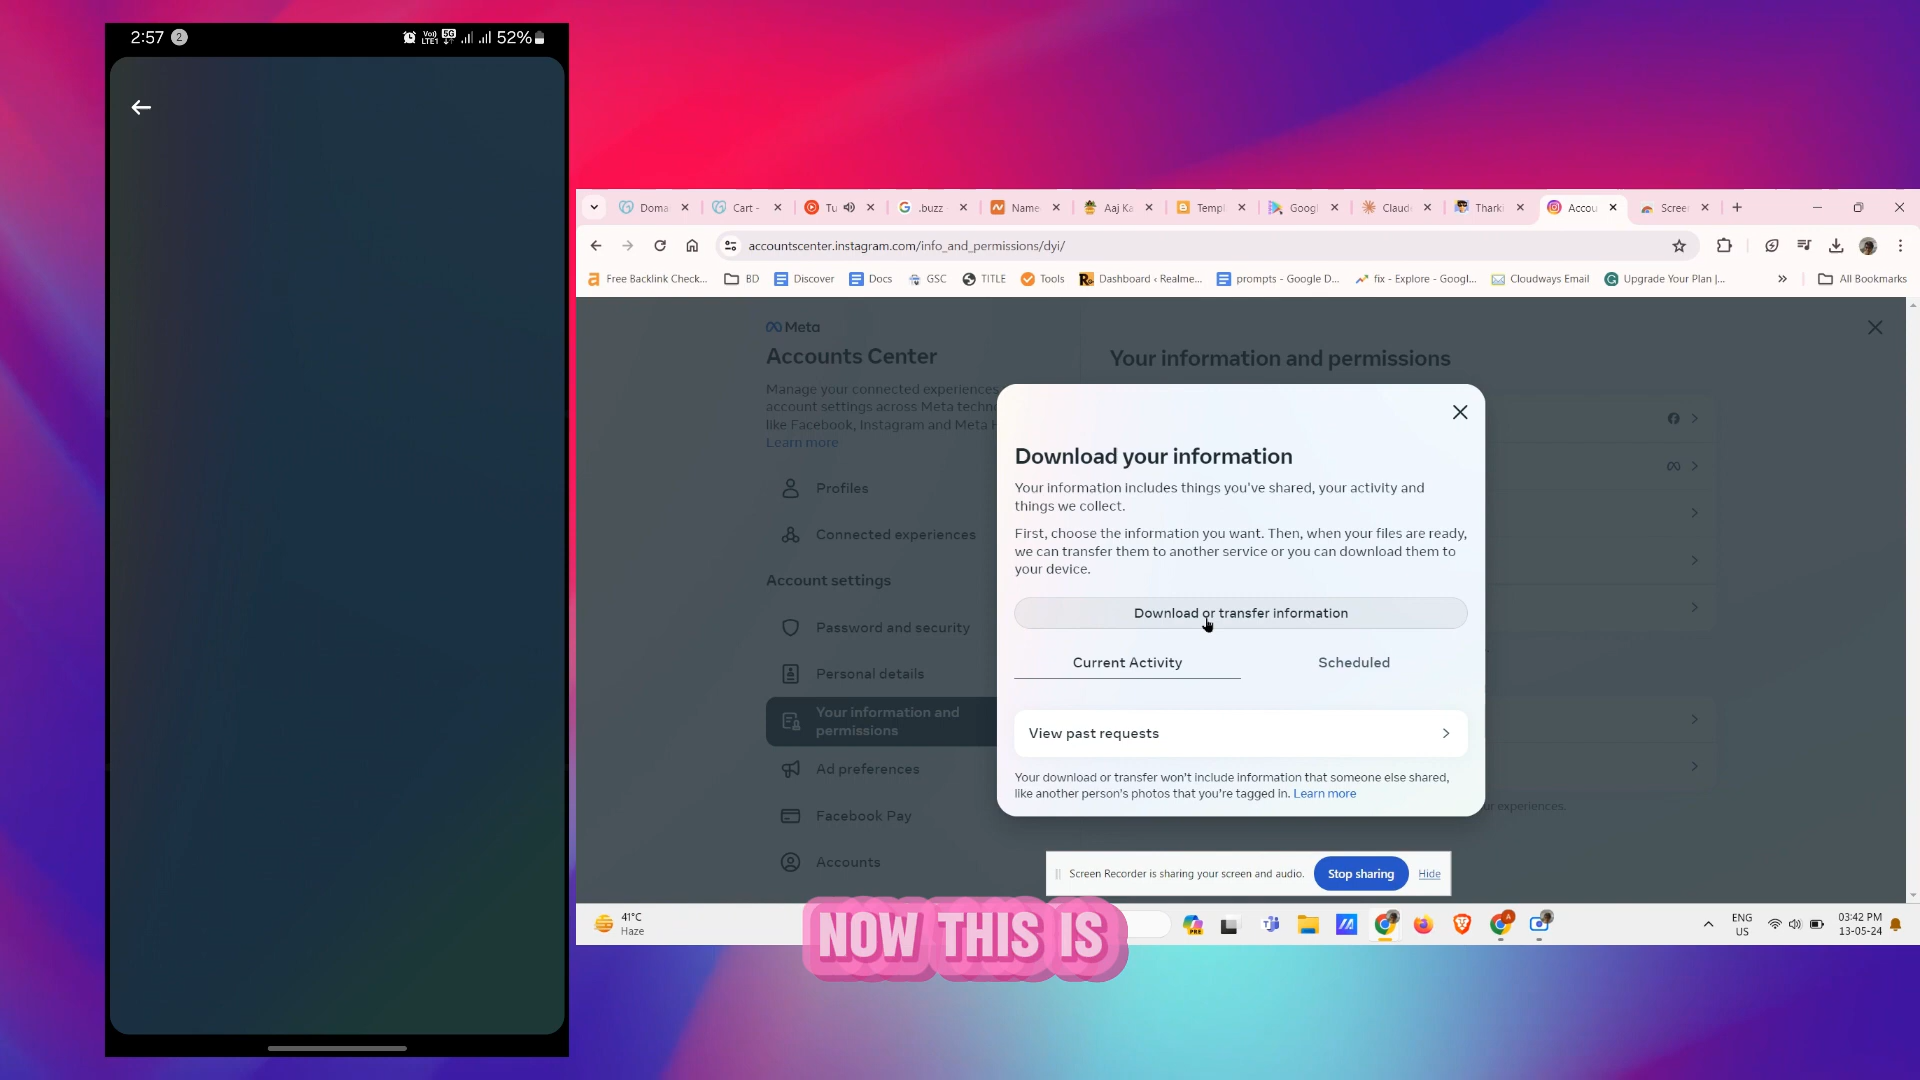 2:57 2
Vo)) LTE1 5G 52%
Doma
Cart -
Tu
.buzz
Name
Aaj Ka
Templ
Googl
Claud
Tharki
Accou
Scree
accountscenter.instagram.com/info_and_permissions/dyi/
Free Backlink Check...
BD
Discover
Docs
GSC
TITLE
Tools
Dashboard ‹ Realme...
prompts - Google D...
fix - Explore - Googl...
Cloudways Email
Upgrade Your Plan |...
»
All Bookmarks
Meta
Accounts Center
Manage your connected experiences
account settings across Meta techn
like Facebook, Instagram and Meta H
Learn more
Profiles
Connected experiences
Account settings
Password and security
Personal details
Your information and
permissions
Ad preferences
Facebook Pay
Accounts
Your information and permissions
Download your information
Your information includes things you've shared, your activity and
things we collect.
First, choose the information you want. Then, when your files are ready,
we can transfer them to another service or you can download them to
your device.
Download or transfer information
Current Activity
Scheduled
View past requests
Your download or transfer won't include information that someone else shared,
like another person's photos that you're tagged in. Learn more
ur experiences.
Screen Recorder is sharing your screen and audio.
Stop sharing
Hide
41°C
Haze
NOW THIS IS
PRE
ENG
US
03:42 PM
13-05-24